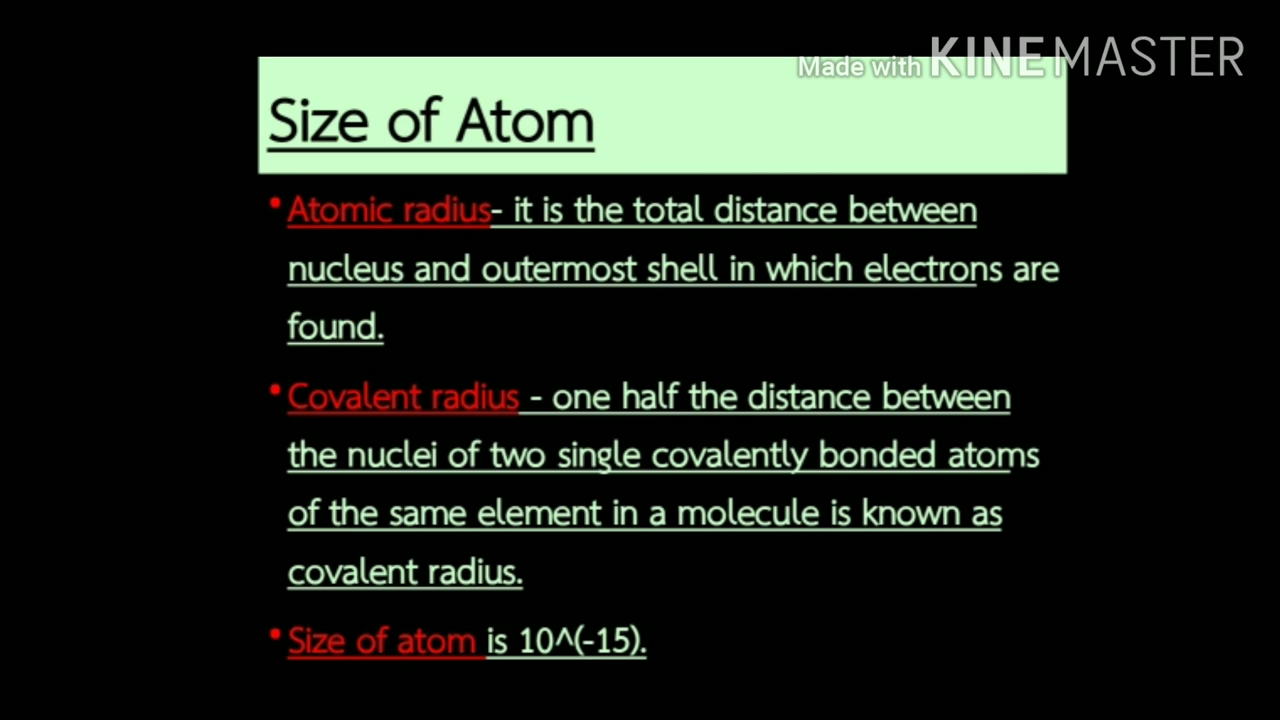 Made with KINEMASTER
Size of Atom
• Atomic radius- it is the total distance between
nucleus and outermost shell in which electrons are
found.
• Covalent radius - one half the distance between
the nuclei of two single covalently bonded atoms
of the same element in a molecule is known as
covalent radius.
• Size of atom is 10^(-15).